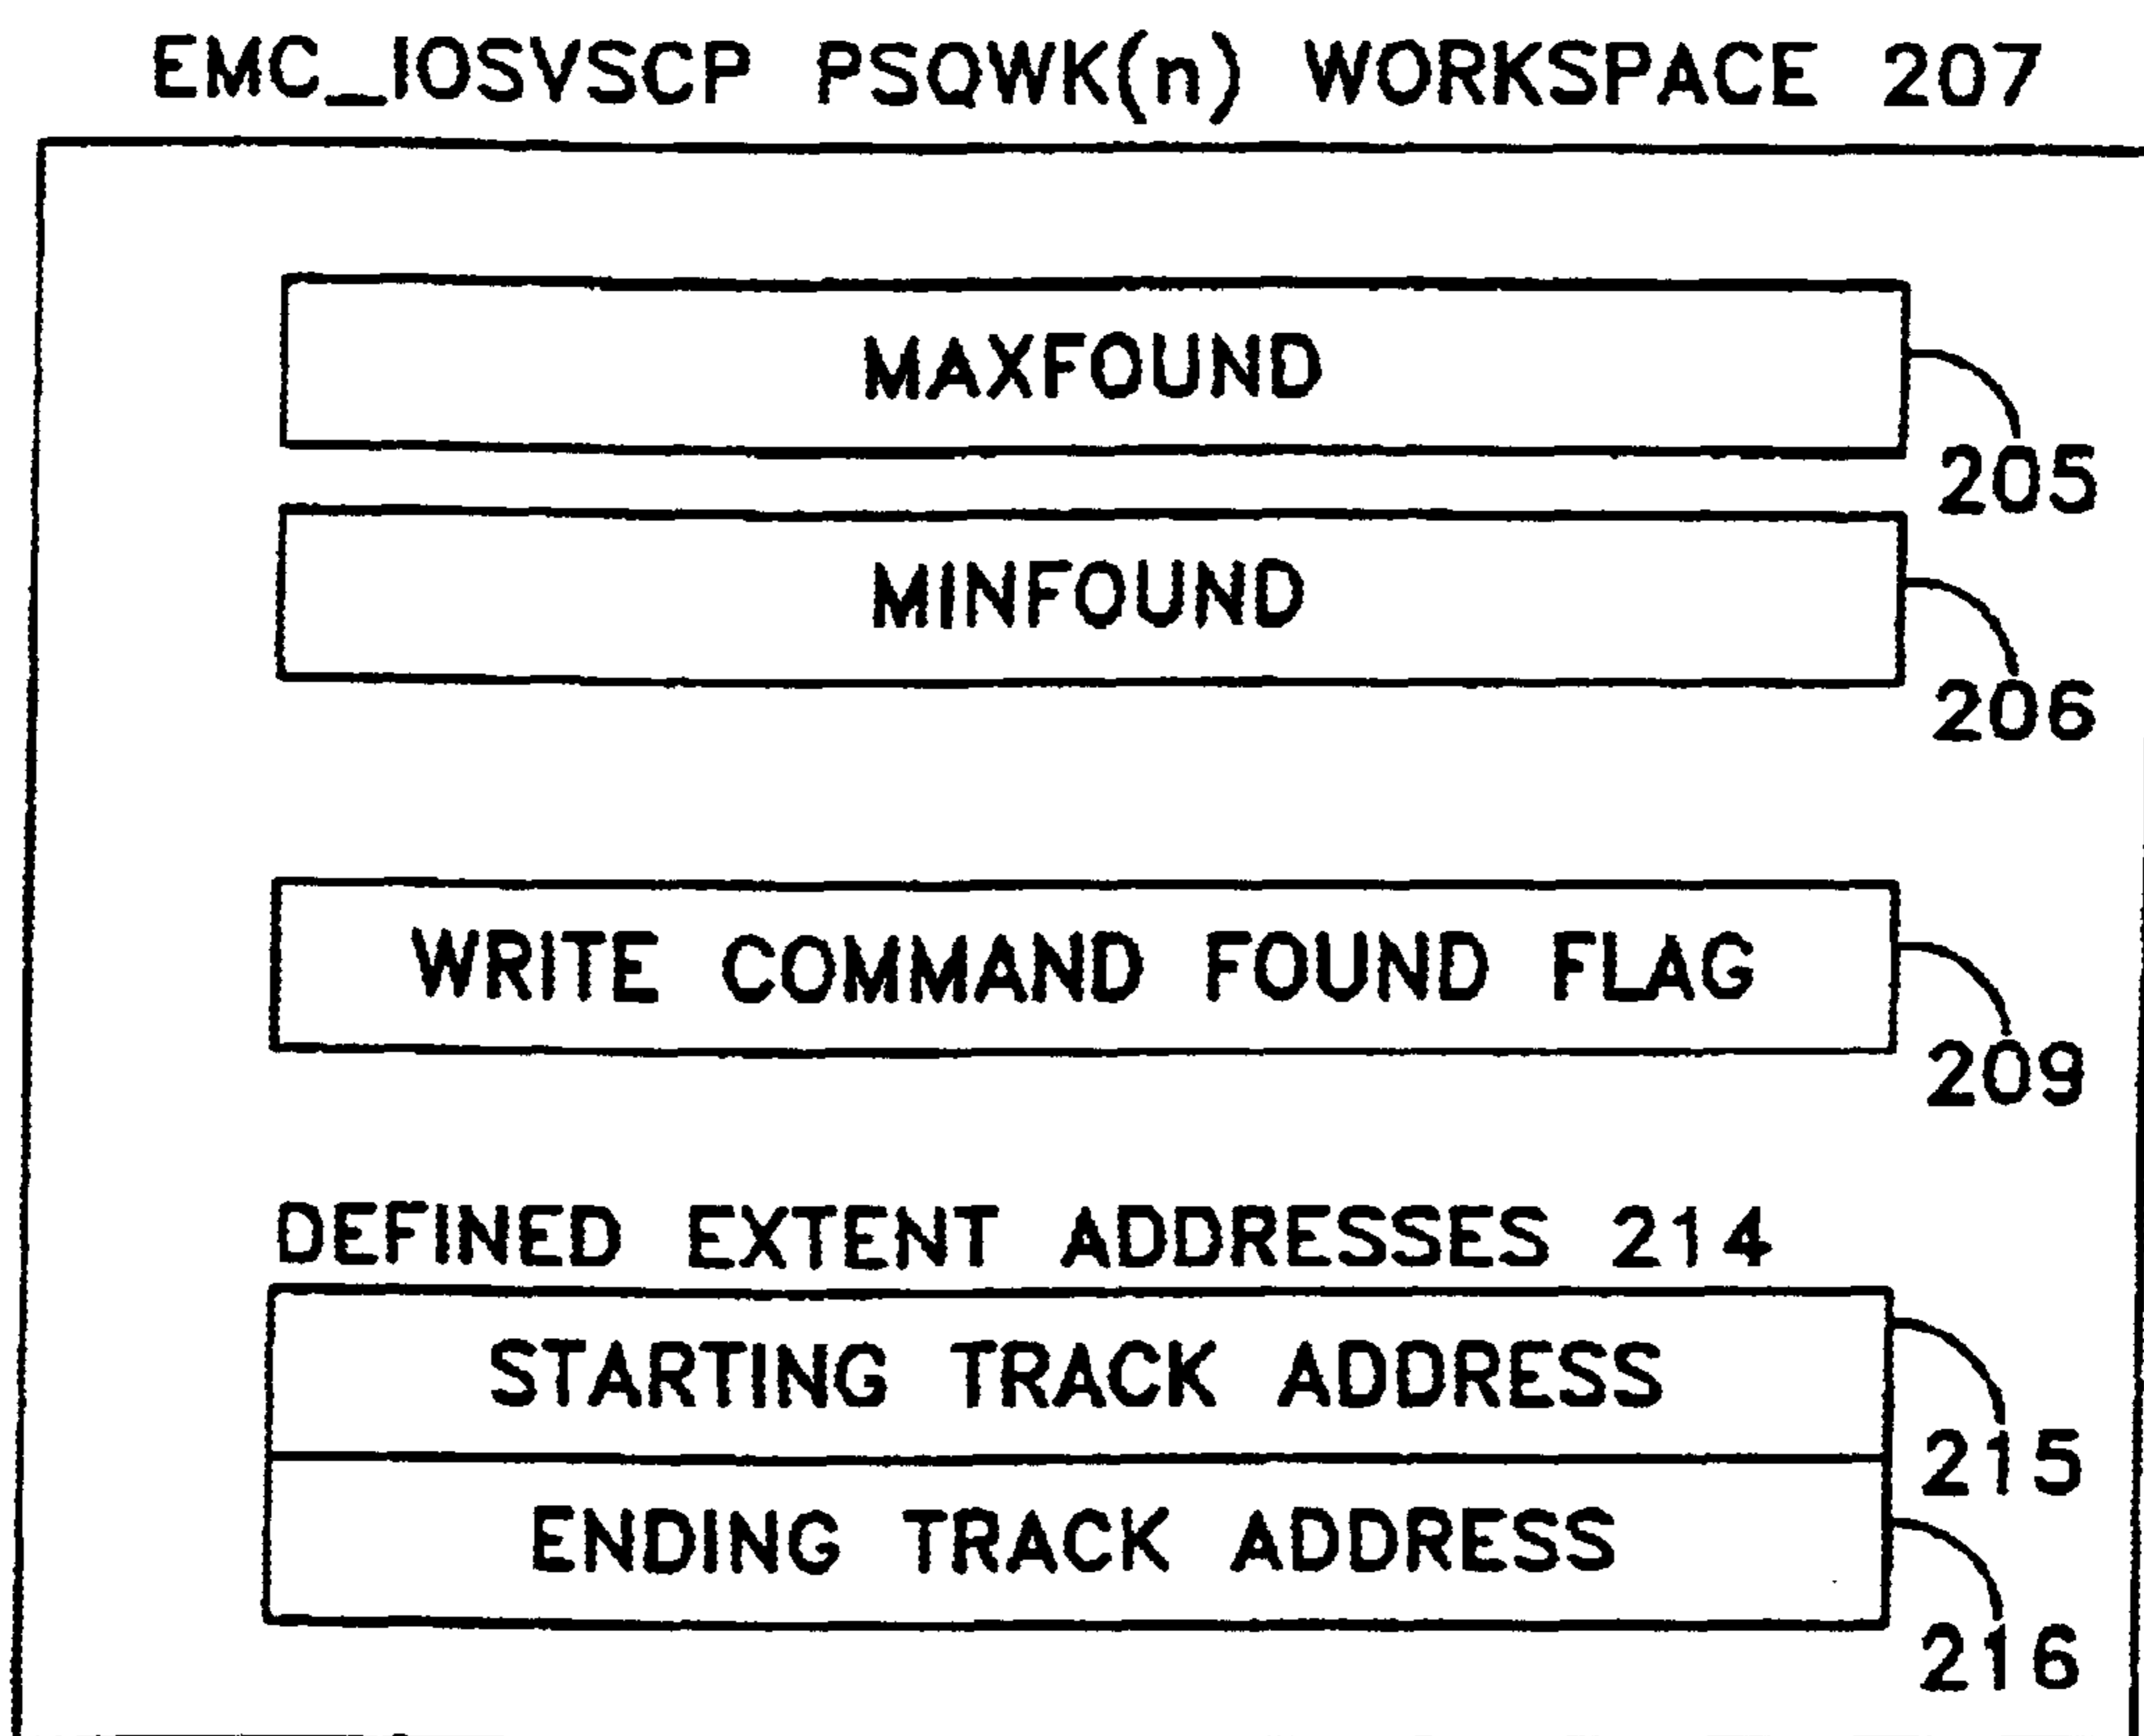 EMC_IOSVSCP PSQWK(n) WORKSPACE 207
MAXFOUND
205
MINFOUND
206
WRITE COMMAND FOUND FLAG
209
DEFINED EXTENT ADDRESSES 214
STARTING TRACK ADDRESS
215
ENDING TRACK ADDRESS
216